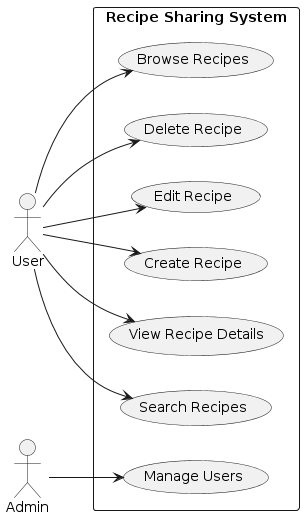 Recipe Sharing System
Browse Recipes
Delete Recipe
Edit Recipe
User
Create Recipe
View Recipe Details
Search Recipes
Manage Users
Admin